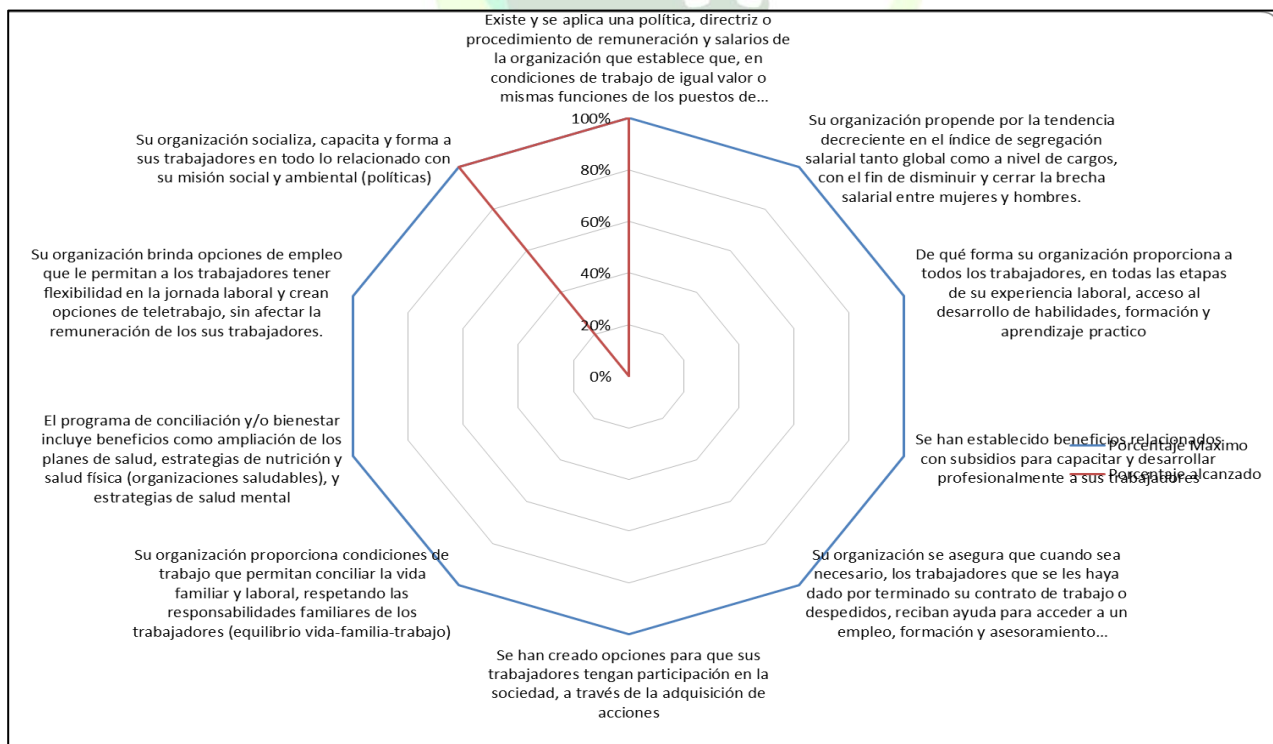 Existe y se aplica una política, directriz o
procedimiento de remuneración y salarios de
la organización que establece que, en
condiciones de trabajo de igual valor o
mismas funciones de los puestos de...
Su organización propende por la tendencia
decreciente en el índice de segregación
salarial tanto global como a nivel de cargos,
con el fin de disminuir y cerrar la brecha
salarial entre mujeres y hombres.
De qué forma su organización proporciona a
todos los trabajadores, en todas las etapas
de su experiencia laboral, acceso al
desarrollo de habilidades, formación y
aprendizaje practico
Se han establecido beneficios relacionados
con subsidios para capacitar y desarrollar
profesionalmente a sus trabajadores
Su organización se asegura que cuando sea
necesario, los trabajadores que se les haya
dado por terminado su contrato de trabajo o
despedidos, reciban ayuda para acceder a un
empleo, formación y asesoramiento...
Se han creado opciones para que sus
trabajadores tengan participación en la
sociedad, a través de la adquisición de
acciones
Su organización proporciona condiciones de
trabajo que permitan conciliar la vida
familiar y laboral, respetando las
responsabilidades familiares de los
trabajadores (equilibrio vida-familia-trabajo)
El programa de conciliación y/o bienestar
incluye beneficios como ampliación de los
planes de salud, estrategias de nutrición y
salud física (organizaciones saludables), y
estrategias de salud mental
Su organización brinda opciones de empleo
que le permitan a los trabajadores tener
flexibilidad en la jornada laboral y crean
opciones de teletrabajo, sin afectar la
remuneración de los sus trabajadores.
Su organización socializa, capacita y forma a
sus trabajadores en todo lo relacionado con
su misión social y ambiental (políticas)
100%
80%
60%
40%
20%
0%
Porcentaje Maximo
Porcentaje alcanzado